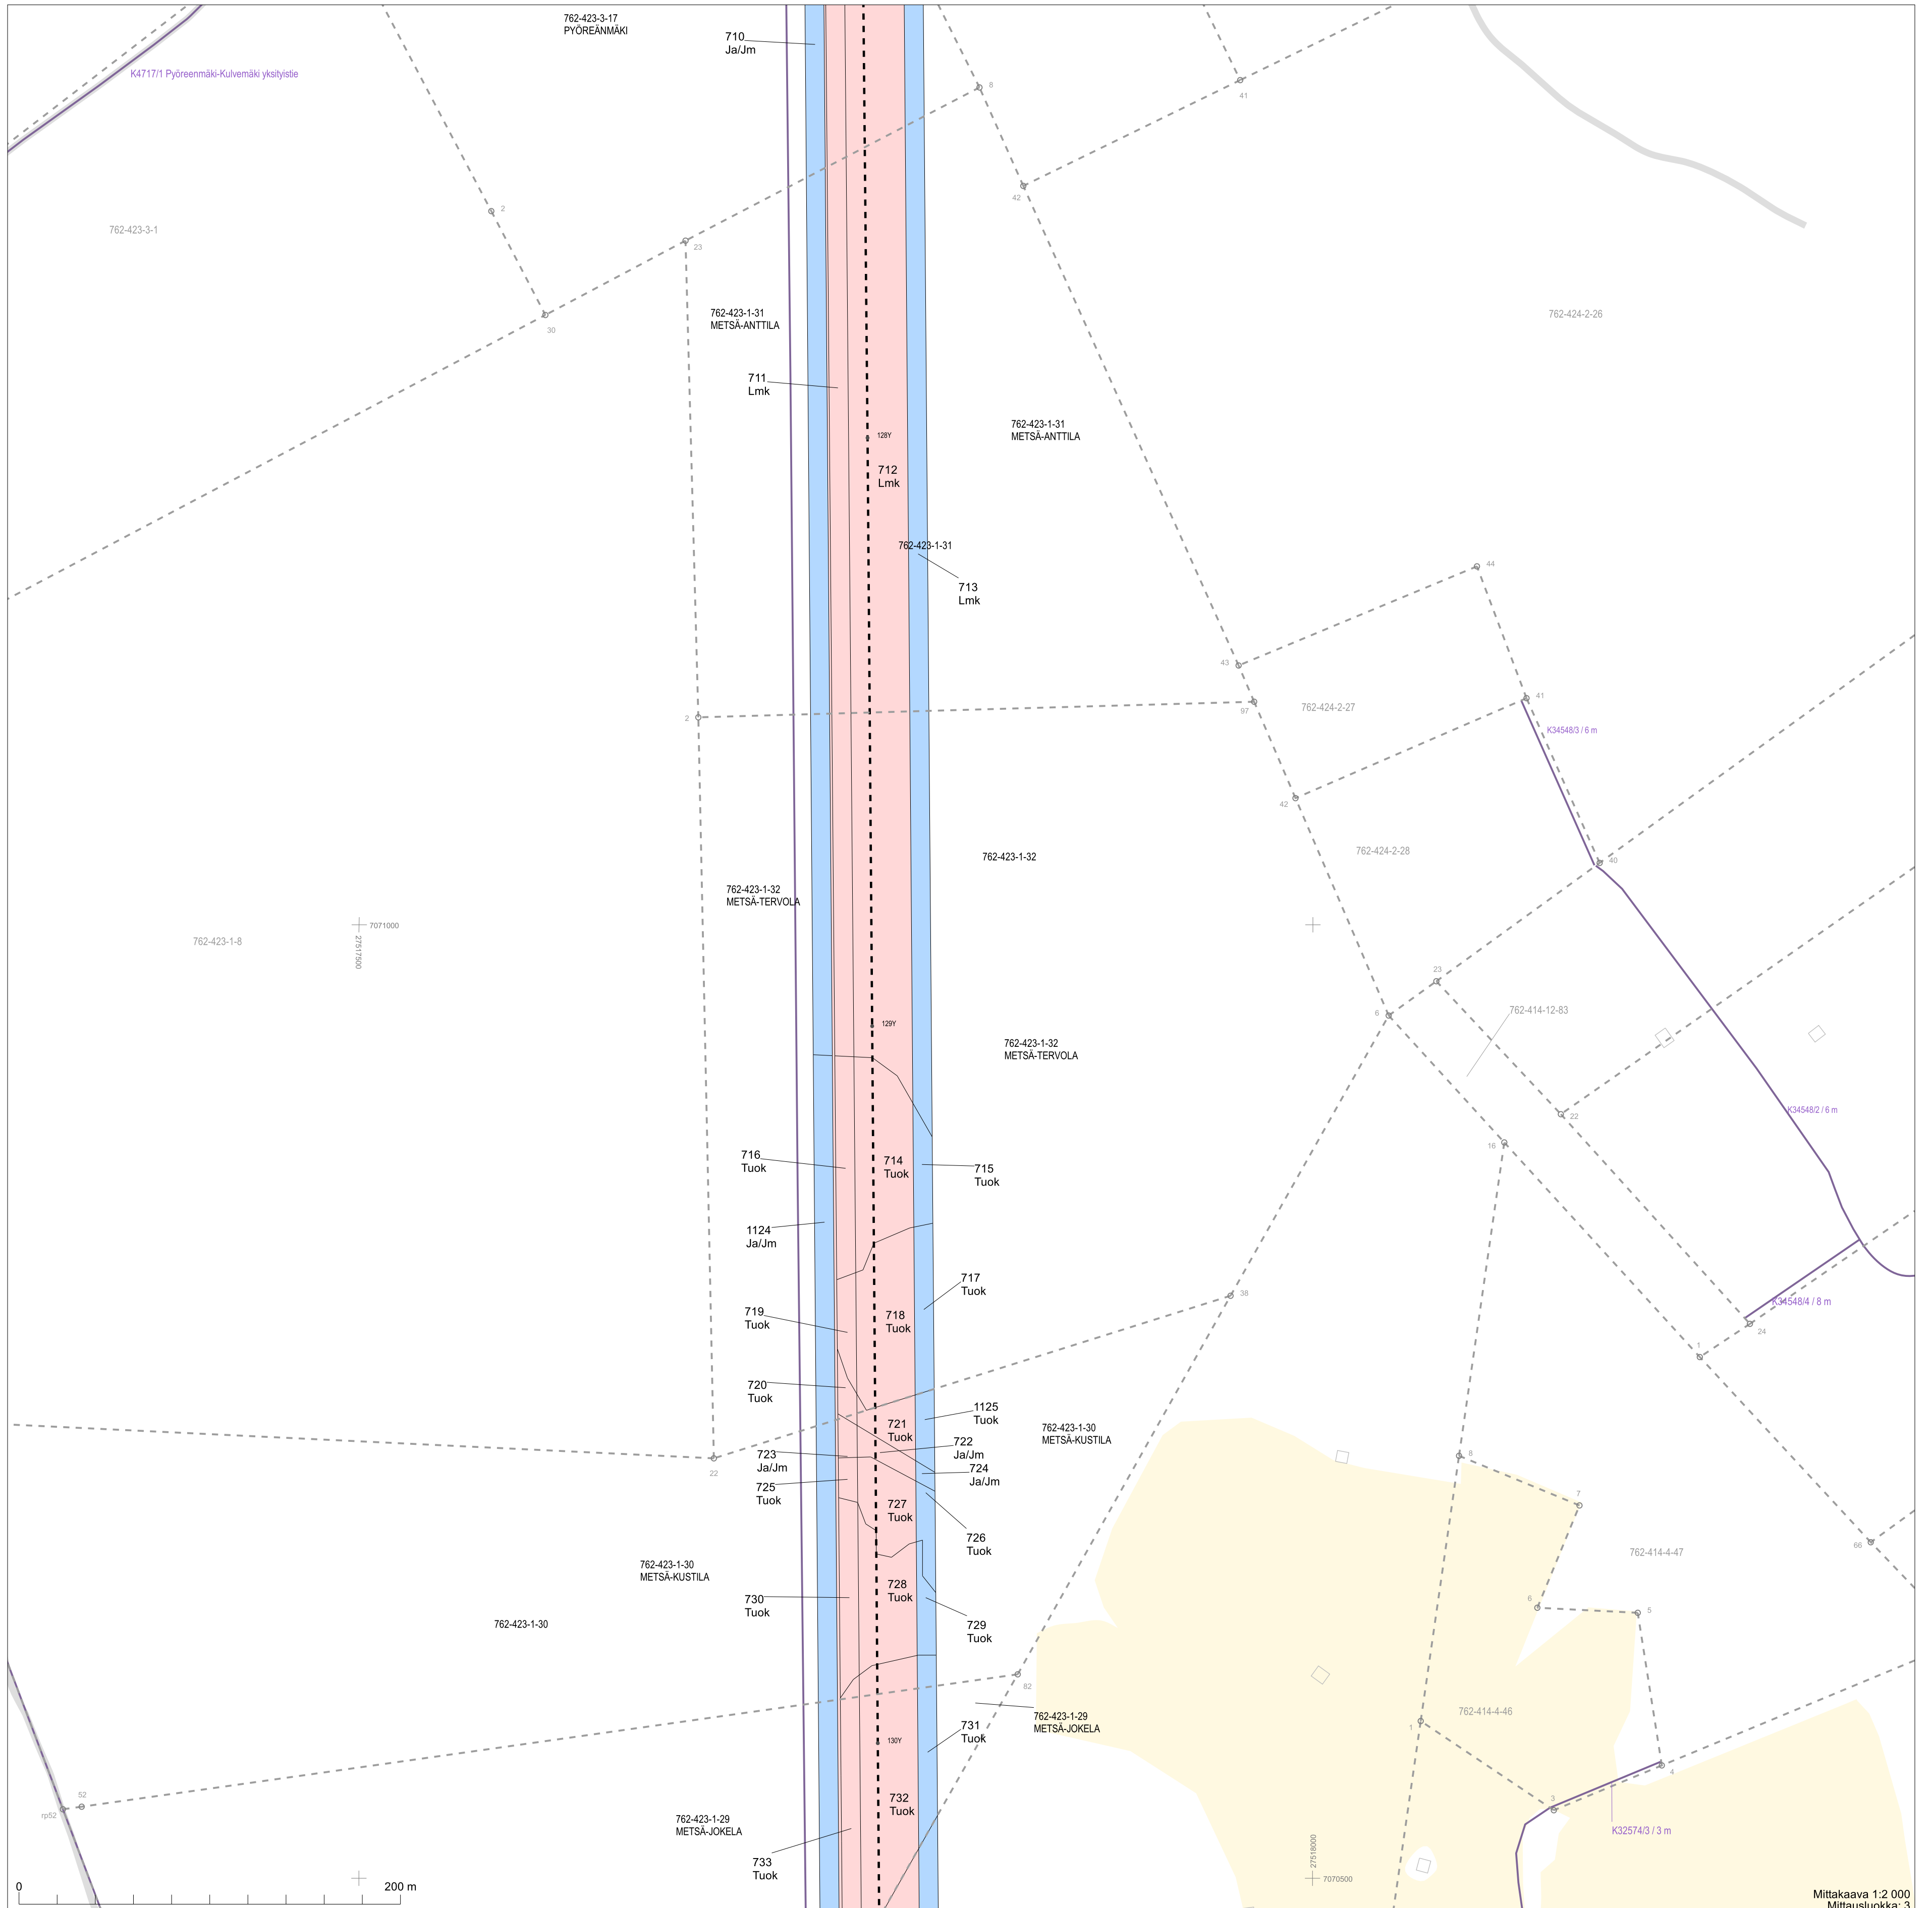 762-423-3-17
PYÖREÄNMÄKI
710
Ja/Jm
K4717/1 Pyöreenmäki-Kulvemäki yksityistie
8
41
42
2
762-423-3-1
23
30
762-423-1-31
METSÄ-ANTTILA
762-424-2-26
711
Lmk
762-423-1-31
METSÄ-ANTTILA
128Y
712
Lmk
762-423-1-31
713
Lmk
44
43
41
97
762-424-2-27
2
K34548/3 / 6 m
42
762-424-2-28
762-423-1-32
40
762-423-1-32
METSÄ-TERVOLA
7071000
27517500
762-423-1-8
23
6
762-414-12-83
129Y
762-423-1-32
METSÄ-TERVOLA
K34548/2 / 6 m
22
16
716
Tuok
714
Tuok
715
Tuok
1124
Ja/Jm
717
Tuok
38
K34548/4 / 8 m
719
Tuok
718
Tuok
24
1
720
Tuok
1125
Tuok
721
Tuok
762-423-1-30
METSÄ-KUSTILA
722
Ja/Jm
723
Ja/Jm
724
Ja/Jm
22
8
725
Tuok
7
727
Tuok
726
Tuok
66
762-414-4-47
762-423-1-30
METSÄ-KUSTILA
728
Tuok
730
Tuok
6
5
762-423-1-30
729
Tuok
82
762-423-1-29
METSÄ-JOKELA
762-414-4-46
731
Tuok
1
130Y
4
52
rp52
3
732
Tuok
762-423-1-29
METSÄ-JOKELA
K32574/3 / 3 m
733
Tuok
27518000
7070500
0
200 m
Mittakaava 1:2 000
Mittausluokka: 3